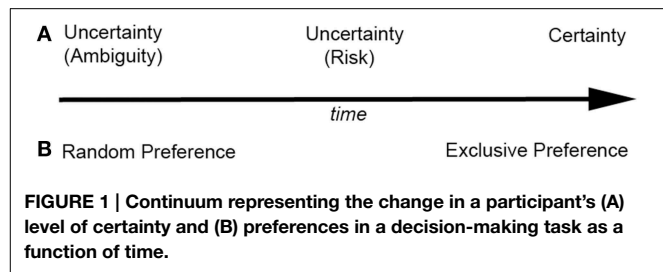 A Uncertainty (Ambiguity) Uncertainty (Risk) Certainty
time
B Random Preference Exclusive Preference
FIGURE 1 | Continuum representing the change in a participant's (A)
level of certainty and (B) preferences in a decision-making task as a
function of time.